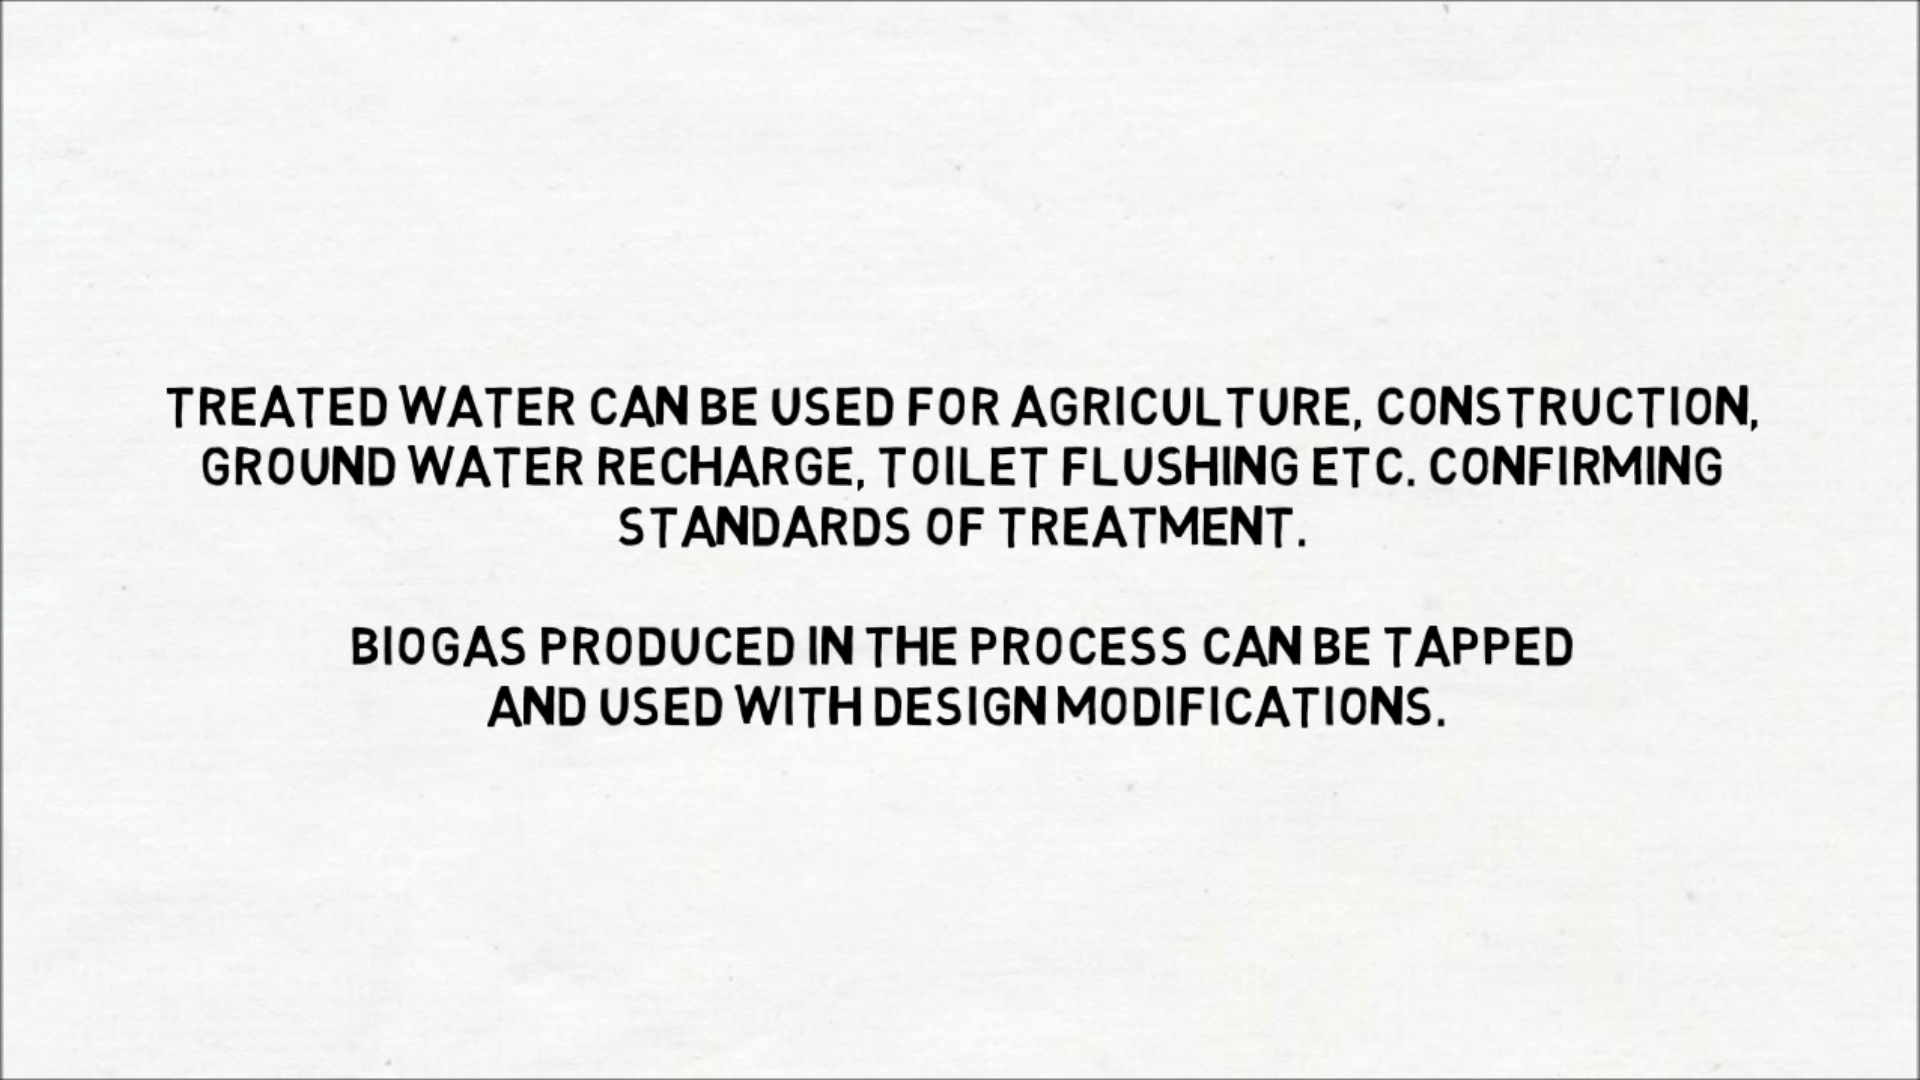 TREATED WATER CAN BE USED FOR AGRICULTURE, CONSTRUCTION,
GROUND WATER RECHARGE, TOILET FLUSHING ETC. CONFIRMING
STANDARDS OF TREATMENT.
BIOGAS PRODUCED IN THE PROCESS CAN BE TAPPED
AND USED WITH DESIGN MODIFICATIONS.